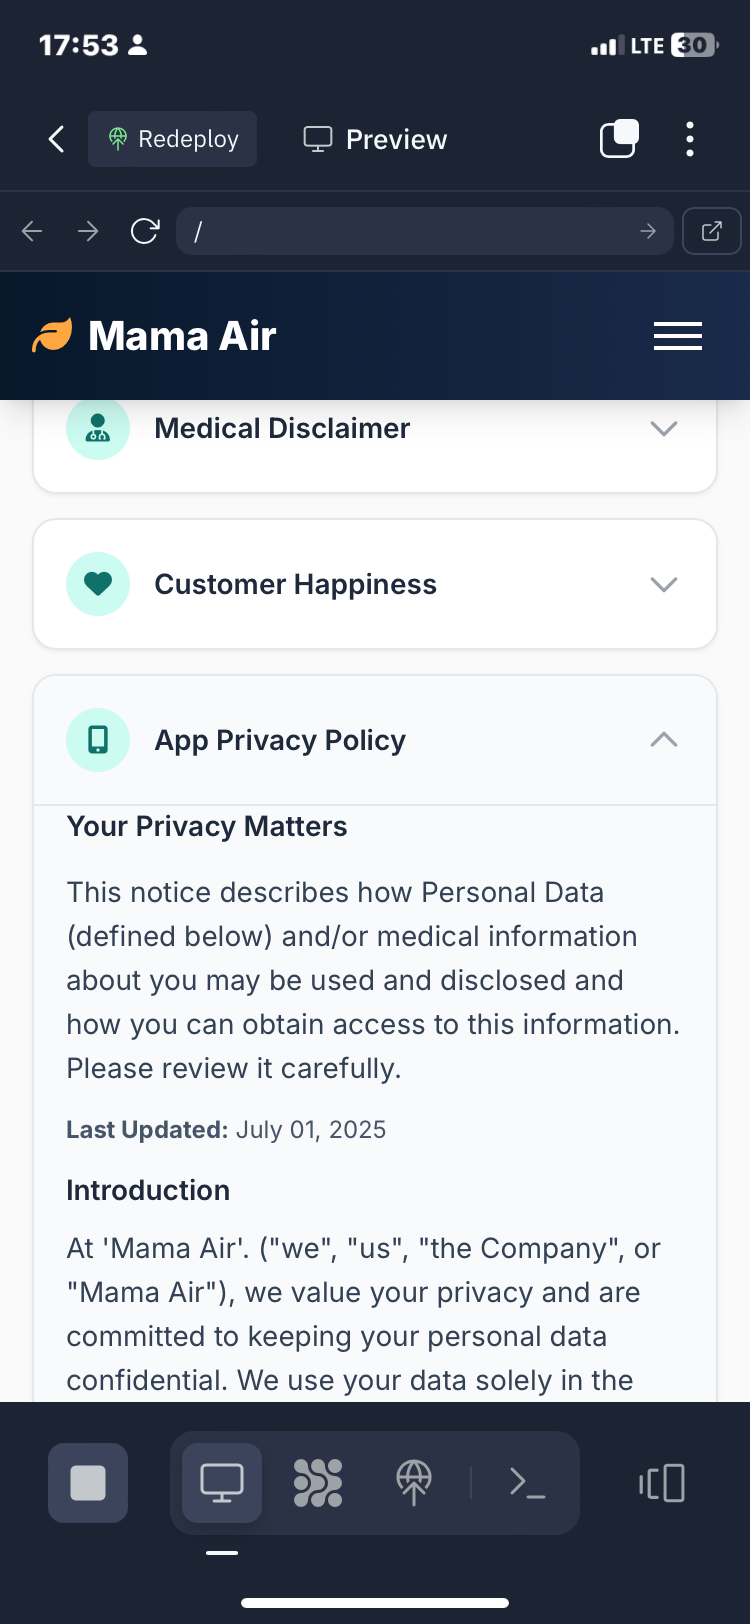 17:53
LTE 30
Redeploy
Preview
/
Mama Air
Medical Disclaimer
Customer Happiness
App Privacy Policy
Your Privacy Matters
This notice describes how Personal Data
(defined below) and/or medical information
about you may be used and disclosed and
how you can obtain access to this information.
Please review it carefully.
Last Updated: July 01, 2025
Introduction
At 'Mama Air'. ("we", "us", "the Company", or
"Mama Air"), we value your privacy and are
committed to keeping your personal data
confidential. We use your data solely in the